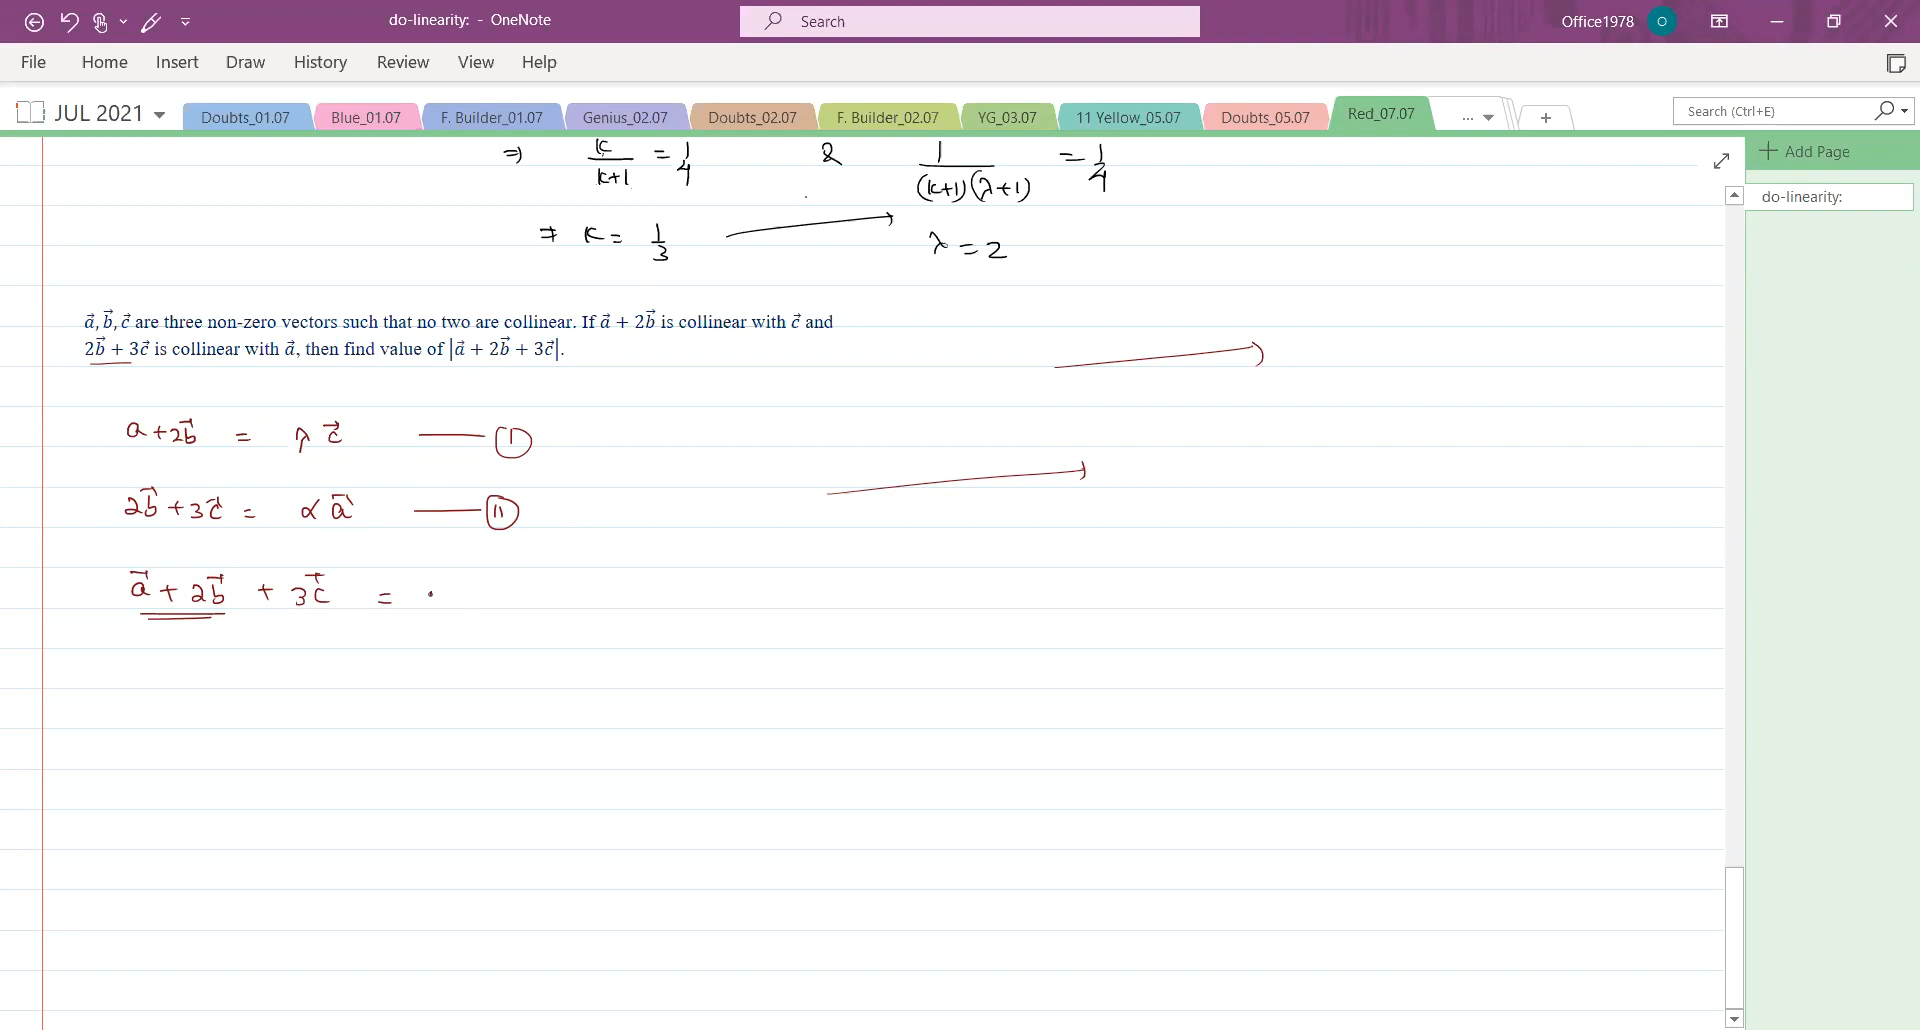 do-linearity: - OneNote
Search
Office1978
O
File Home Insert Draw History Review View Help
JUL 2021
Doubts_01.07
Blue_01.07
F. Builder_01.07
Genius_02.07
Doubts_02.07
F. Builder_02.07
YG_03.07
11 Yellow_05.07
Doubts_05.07
Red_07.07
...
+
Search (Ctrl+E)
+ Add Page
do-linearity:
⇒ k/(k+1) = 1/4 & 1/((k+1)(λ+1)) = 1/4
⇒ k = 1/3 → λ = 2
a⃗, b⃗, c⃗ are three non-zero vectors such that no two are collinear. If a⃗ + 2b⃗ is collinear with c⃗ and
2b⃗ + 3c⃗ is collinear with a⃗, then find value of |a⃗ + 2b⃗ + 3c⃗|.
a + 2b⃗ = λ c⃗ —— (I)
2b⃗ + 3c⃗ = α a⃗ —— (II)
a⃗ + 2b⃗ + 3c⃗ =